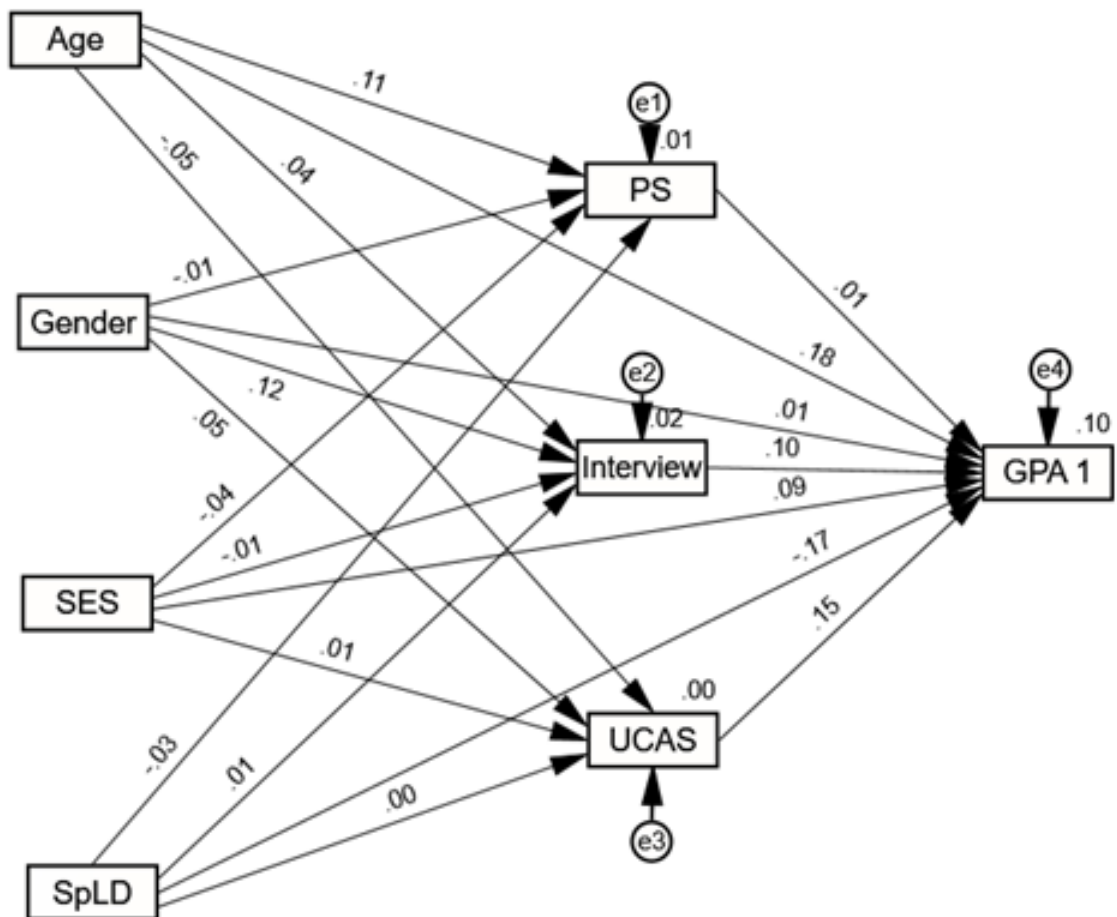 Age
.11
e1
.01
-.05
.04
PS
-.01
Gender
.01
.12
.05
e2
.02
.18
.01
e4
.10
Interview
.10
GPA 1
.09
-.04
-.01
-.17
SES
.15
.01
.00
UCAS
-.03
.01
.00
e3
SpLD